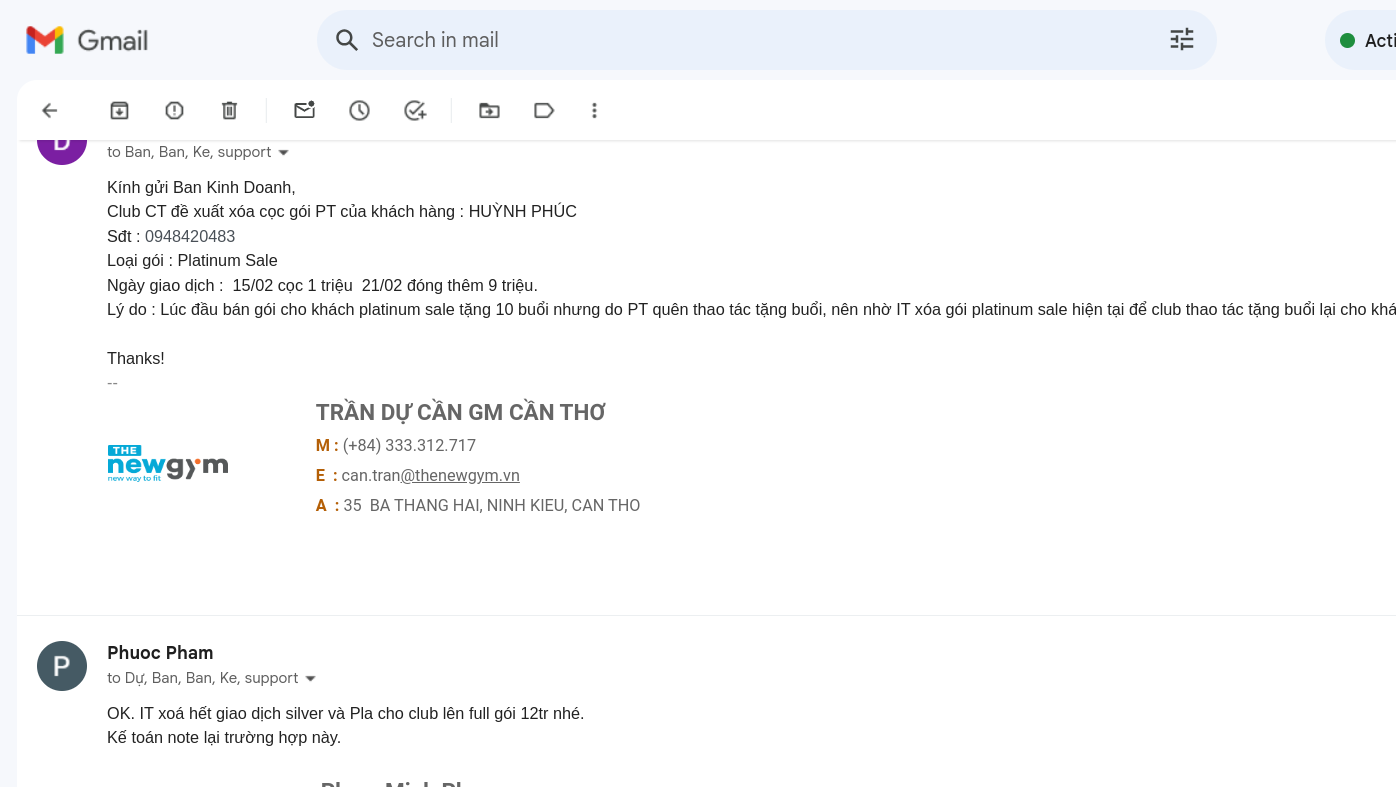 Gmail
Search in mail
Acti
D
to Ban, Ban, Ke, support
Kính gửi Ban Kinh Doanh,
Club CT đề xuất xóa cọc gói PT của khách hàng : HUỲNH PHÚC
Sđt : 0948420483
Loại gói : Platinum Sale
Ngày giao dịch :  15/02 cọc 1 triệu  21/02 đóng thêm 9 triệu.
Lý do : Lúc đầu bán gói cho khách platinum sale tặng 10 buổi nhưng do PT quên thao tác tặng buổi, nên nhờ IT xóa gói platinum sale hiện tại để club thao tác tặng buổi lại cho khá
Thanks!
--
TRẦN DỰ CẦN GM CẦN THƠ
M : (+84) 333.312.717
THE
newgym
new way to fit
E  : can.tran@thenewgym.vn
A  : 35  BA THANG HAI, NINH KIEU, CAN THO
P
Phuoc Pham
to Dự, Ban, Ban, Ke, support
OK. IT xoá hết giao dịch silver và Pla cho club lên full gói 12tr nhé.
Kế toán note lại trường hợp này.